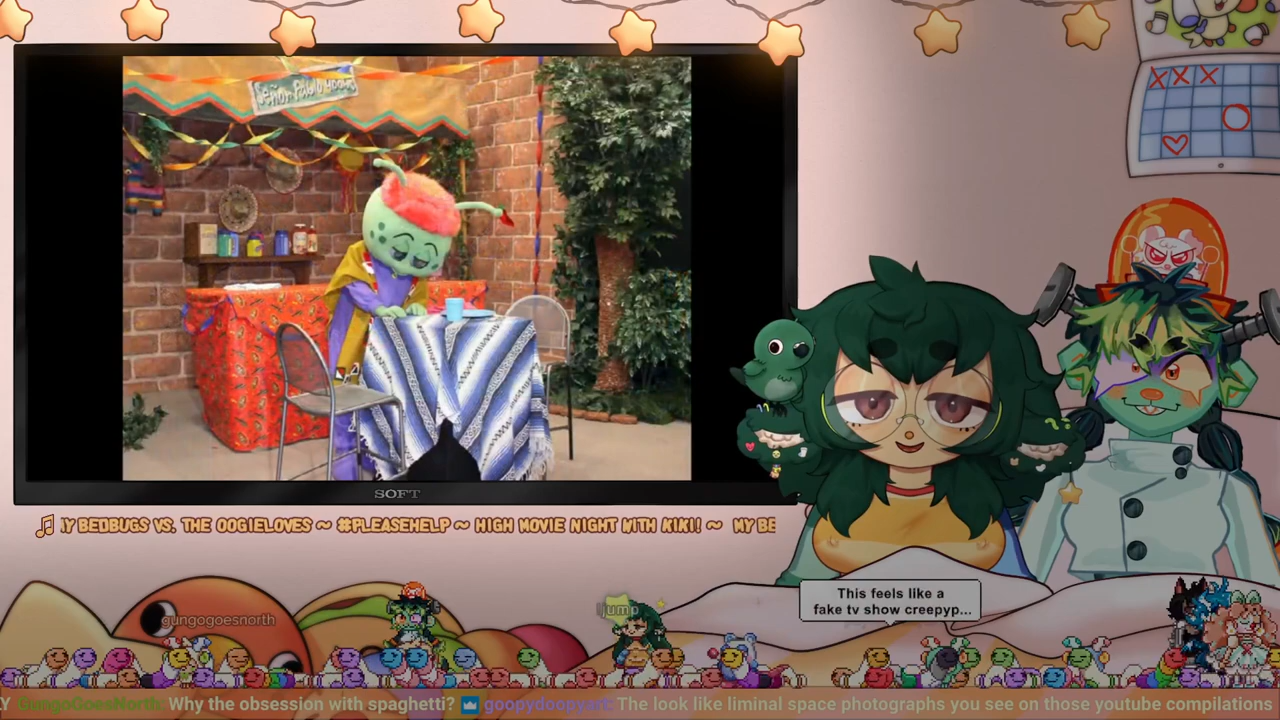 Señor Pablo 4000's
SOFT
♫ Y BEDBUGS VS. THE OOGIELOVES ~ #PLEASEHELP ~ HIGH MOVIE NIGHT WITH KIKI! ~ MY BE
This feels like a
fake tv show creepyp...
gungogoesnorth
jump
Y GungoGoesNorth: Why the obsession with spaghetti? goopydoopyart: The look like liminal space photographs you see on those youtube compilations